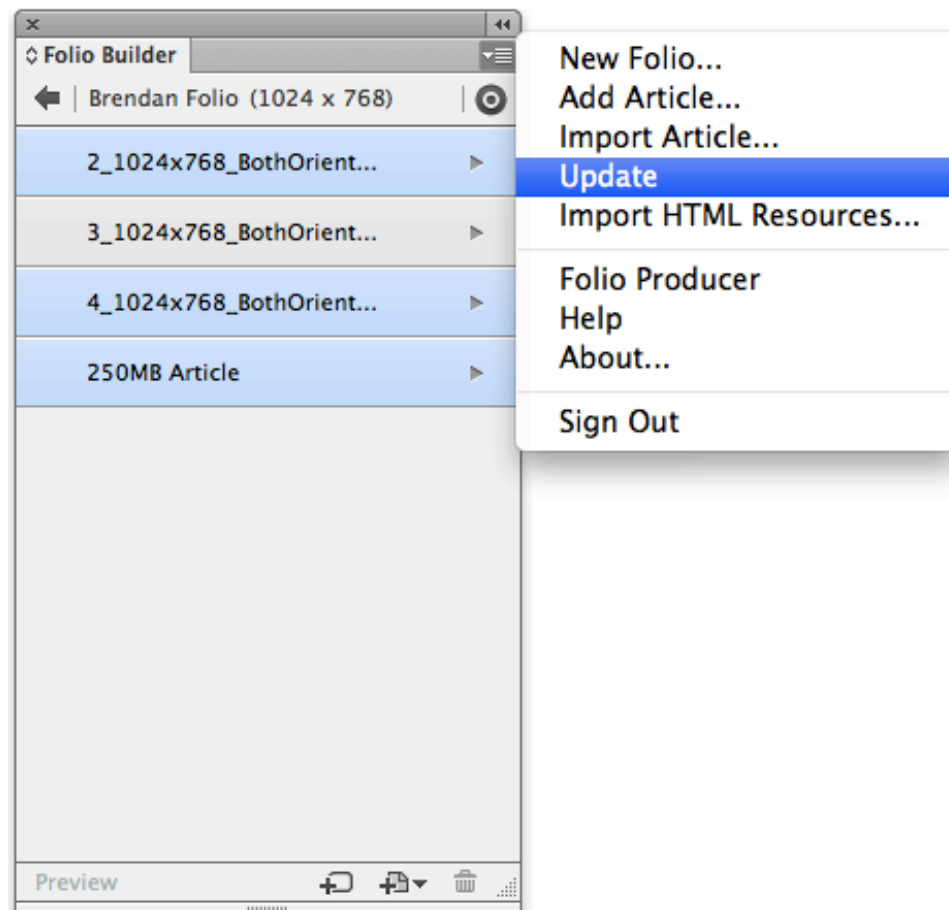 Folio Builder
Brendan Folio (1024 x 768)
2_1024x768_BothOrient...
3_1024x768_BothOrient...
4_1024x768_BothOrient...
250MB Article
Preview
New Folio...
Add Article...
Import Article...
Update
Import HTML Resources...
Folio Producer
Help
About...
Sign Out